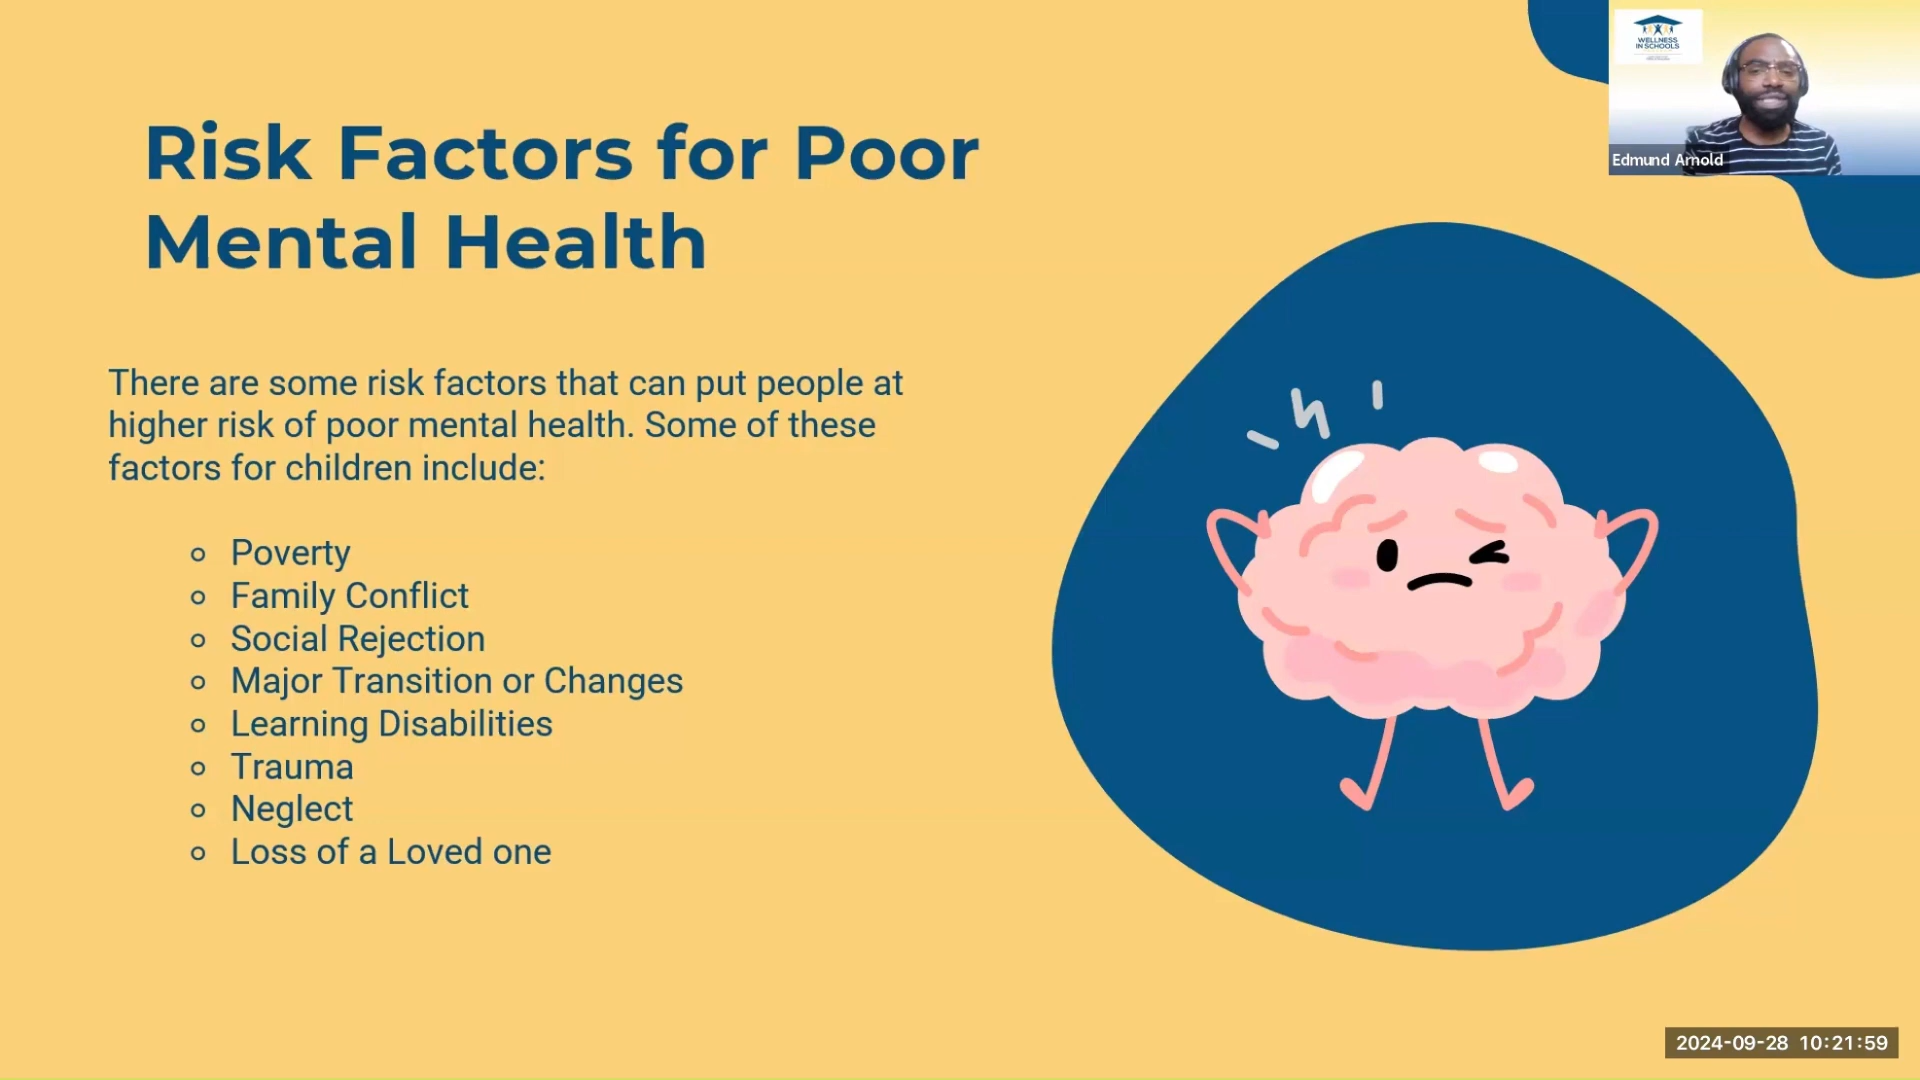 WELLNESS
IN SCHOOLS
Edmund Arnold
Risk Factors for Poor
Mental Health
There are some risk factors that can put people at
higher risk of poor mental health. Some of these
factors for children include:
Poverty
Family Conflict
Social Rejection
Major Transition or Changes
Learning Disabilities
Trauma
Neglect
Loss of a Loved one
2024-09-28 10:21:59